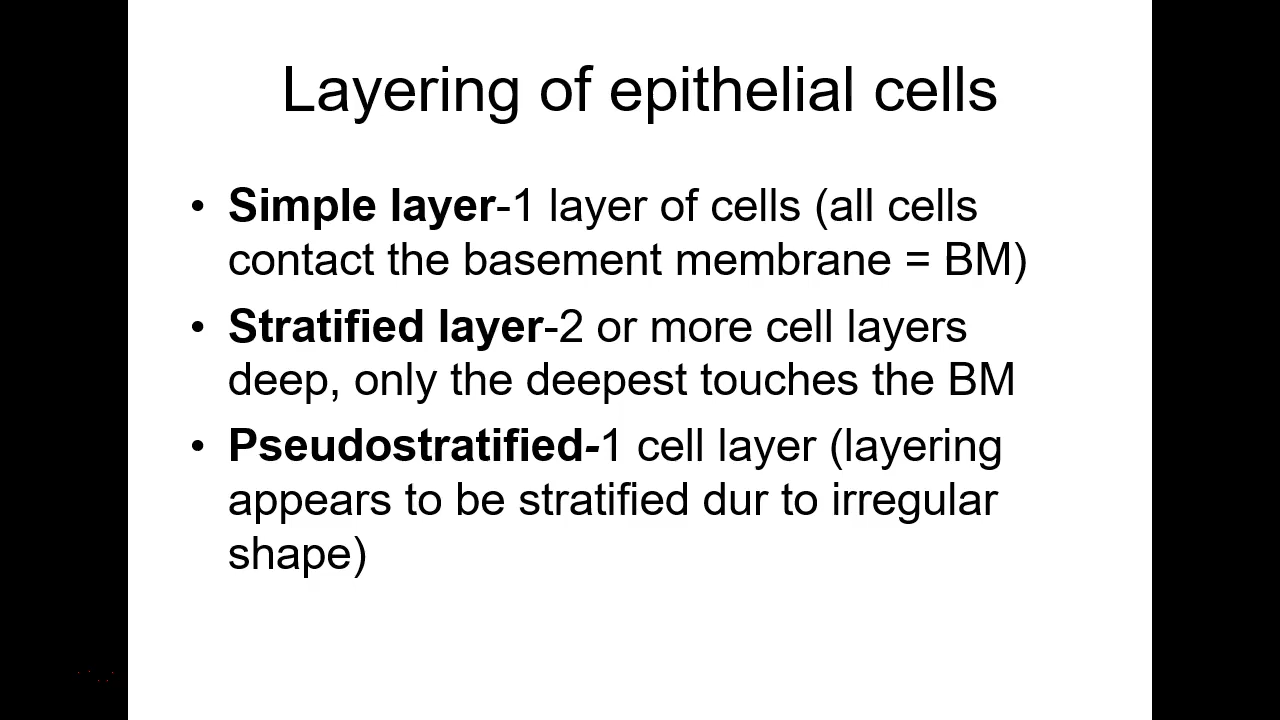 Layering of epithelial cells
• Simple layer-1 layer of cells (all cells
contact the basement membrane = BM)
• Stratified layer-2 or more cell layers
deep, only the deepest touches the BM
• Pseudostratified-1 cell layer (layering
appears to be stratified dur to irregular
shape)